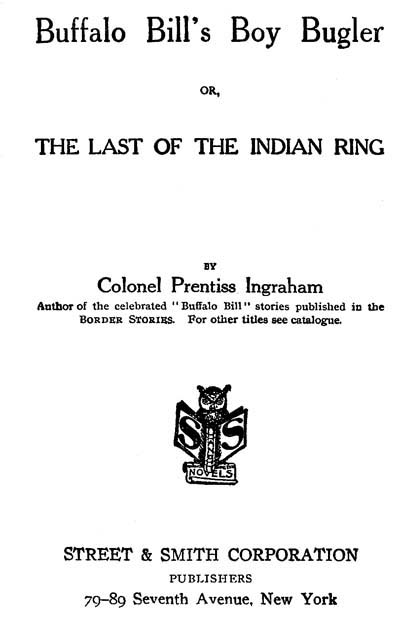 Buffalo Bill's Boy Bugler
OR,
THE LAST OF THE INDIAN RING
BY
Colonel Prentiss Ingraham
Author of the celebrated "Buffalo Bill" stories published in the
BORDER STORIES. For other titles see catalogue.
S AND S
NOVELS
STREET & SMITH CORPORATION
PUBLISHERS
79-89 Seventh Avenue, New York